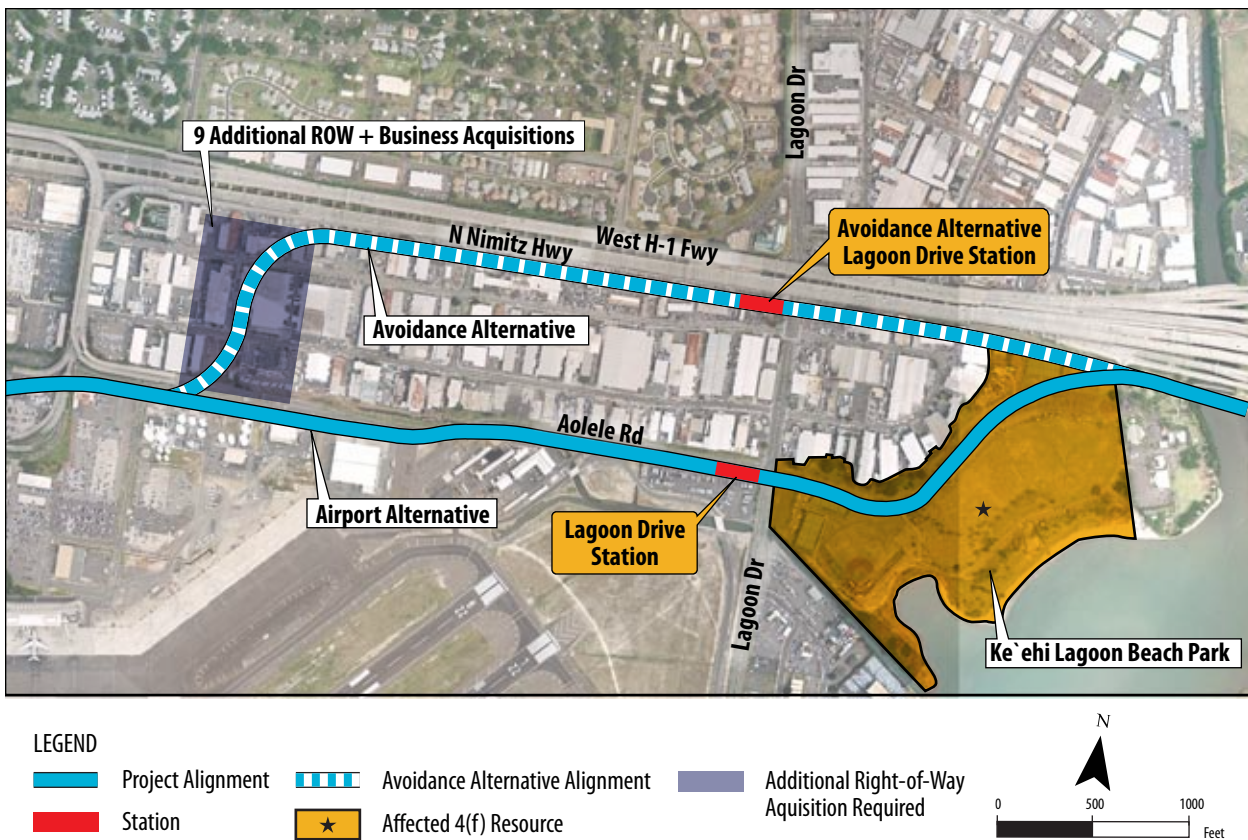 9 Additional ROW + Business Acquisitions
Lagoon Dr
N Nimitz Hwy
West H-1 Fwy
Avoidance Alternative
Lagoon Drive Station
Avoidance Alternative
Aolele Rd
Airport Alternative
Lagoon Drive
Station
Lagoon Dr
Ke`ehi Lagoon Beach Park
LEGEND
Project Alignment
Avoidance Alternative Alignment
Additional Right-of-Way
Aquisition Required
Station
Affected 4(f) Resource
N
0 500 1000
Feet